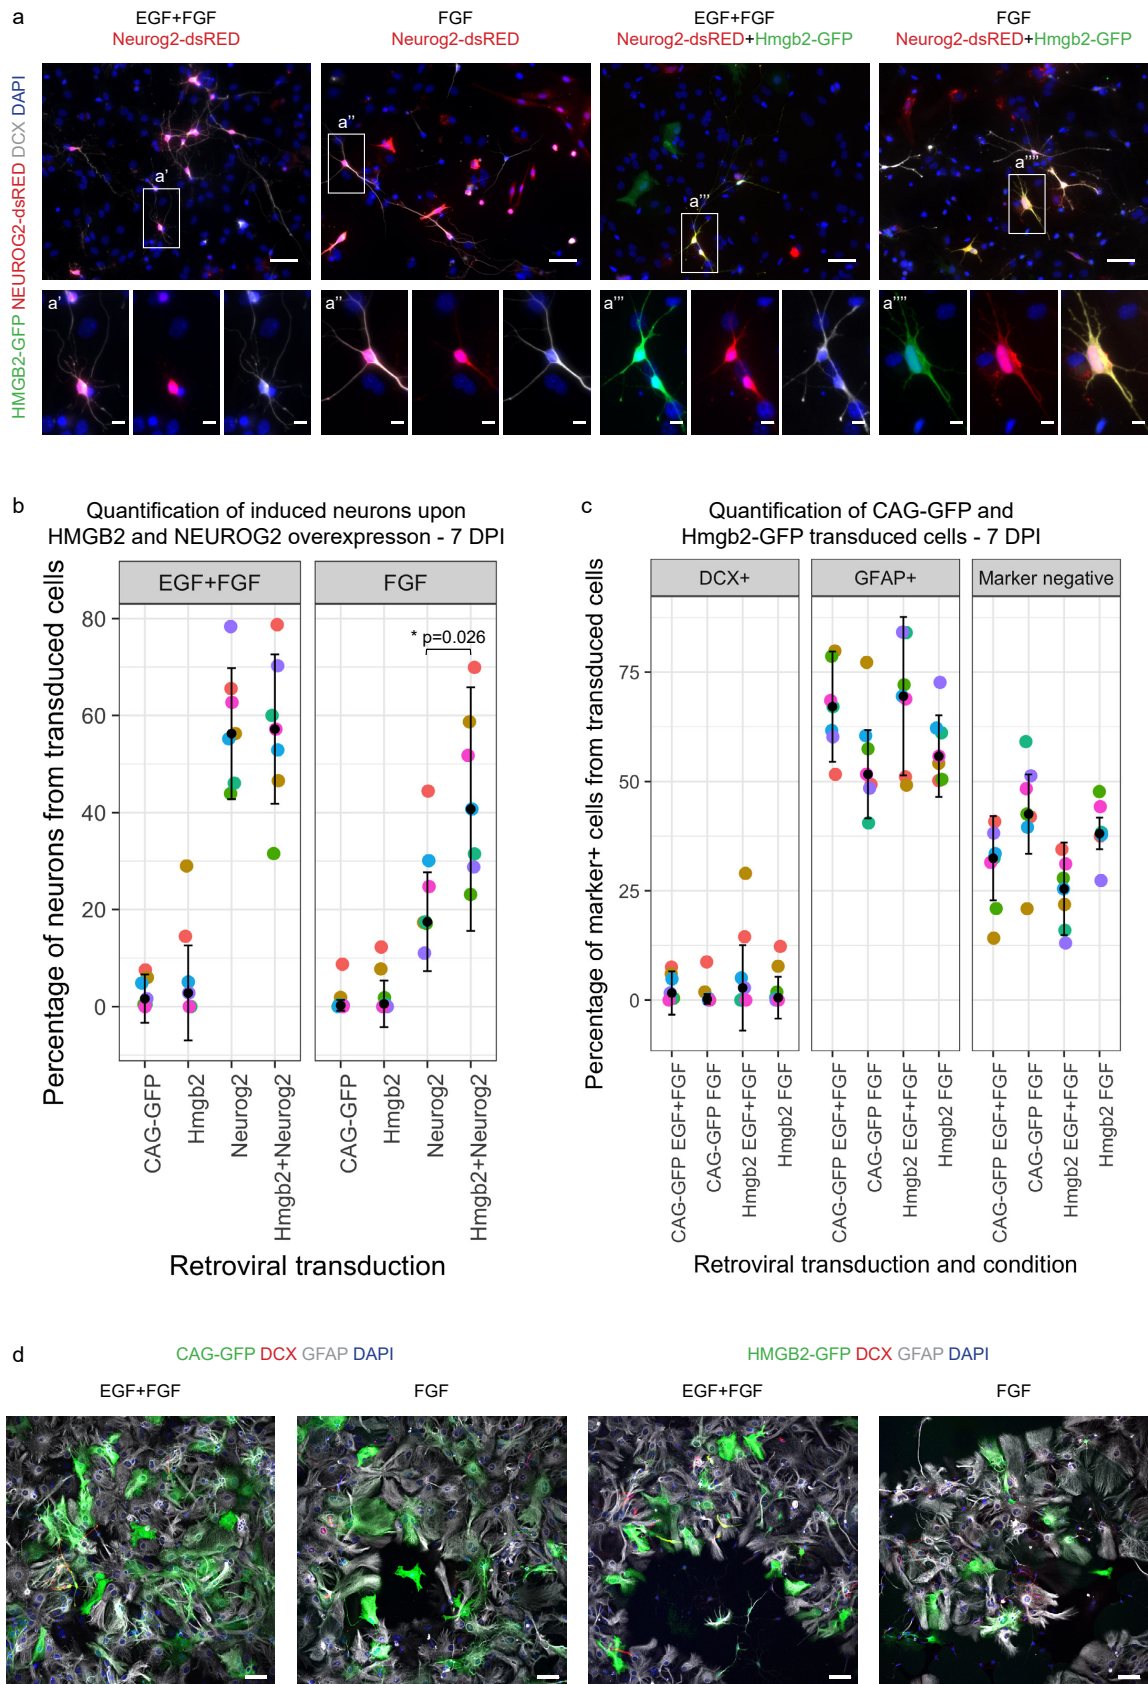 a
EGF+FGF
Neurog2-dsRED
FGF
Neurog2-dsRED
EGF+FGF
Neurog2-dsRED+Hmgb2-GFP
FGF
Neurog2-dsRED+Hmgb2-GFP
HMGB2-GFP NEUROG2-dsRED DCX DAPI
a'
a''
a'''
a''''
a'
a''
a'''
a''''
b
Quantification of induced neurons upon
HMGB2 and NEUROG2 overexpresson - 7 DPI
Percentage of neurons from transduced cells
EGF+FGF
FGF
* p=0.026
80
60
40
20
0
CAG-GFP
Hmgb2
Neurog2
Hmgb2+Neurog2
CAG-GFP
Hmgb2
Neurog2
Hmgb2+Neurog2
Retroviral transduction
c
Quantification of CAG-GFP and
Hmgb2-GFP transduced cells - 7 DPI
Percentage of marker+ cells from transduced cells
DCX+
GFAP+
Marker negative
75
50
25
0
CAG-GFP EGF+FGF
CAG-GFP FGF
Hmgb2 EGF+FGF
Hmgb2 FGF
CAG-GFP EGF+FGF
CAG-GFP FGF
Hmgb2 EGF+FGF
Hmgb2 FGF
CAG-GFP EGF+FGF
CAG-GFP FGF
Hmgb2 EGF+FGF
Hmgb2 FGF
Retroviral transduction and condition
d
CAG-GFP DCX GFAP DAPI
HMGB2-GFP DCX GFAP DAPI
EGF+FGF
FGF
EGF+FGF
FGF